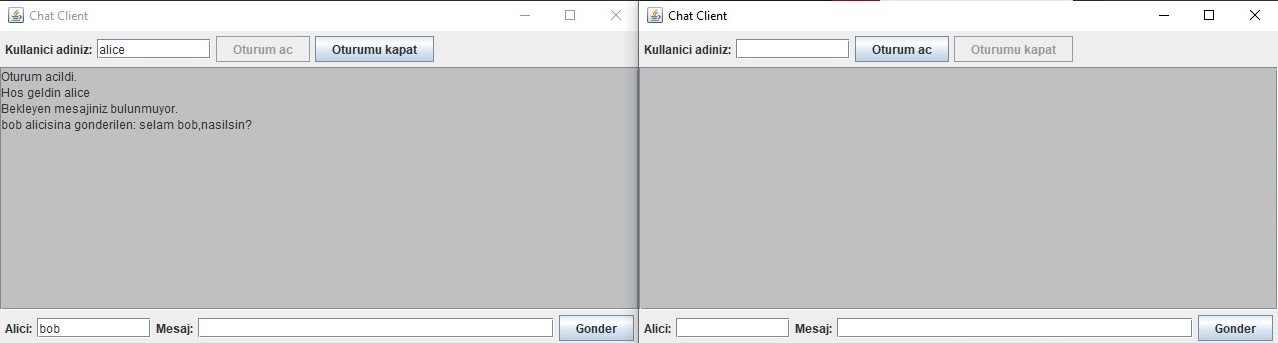 Chat Client
Kullanici adiniz: alice Oturum ac Oturumu kapat
Oturum acildi.
Hos geldin alice
Bekleyen mesajiniz bulunmuyor.
bob alicisina gonderilen: selam bob,nasilsin?
Alici: bob Mesaj: Gonder
Chat Client
Kullanici adiniz: Oturum ac Oturumu kapat
Alici: Mesaj: Gonder